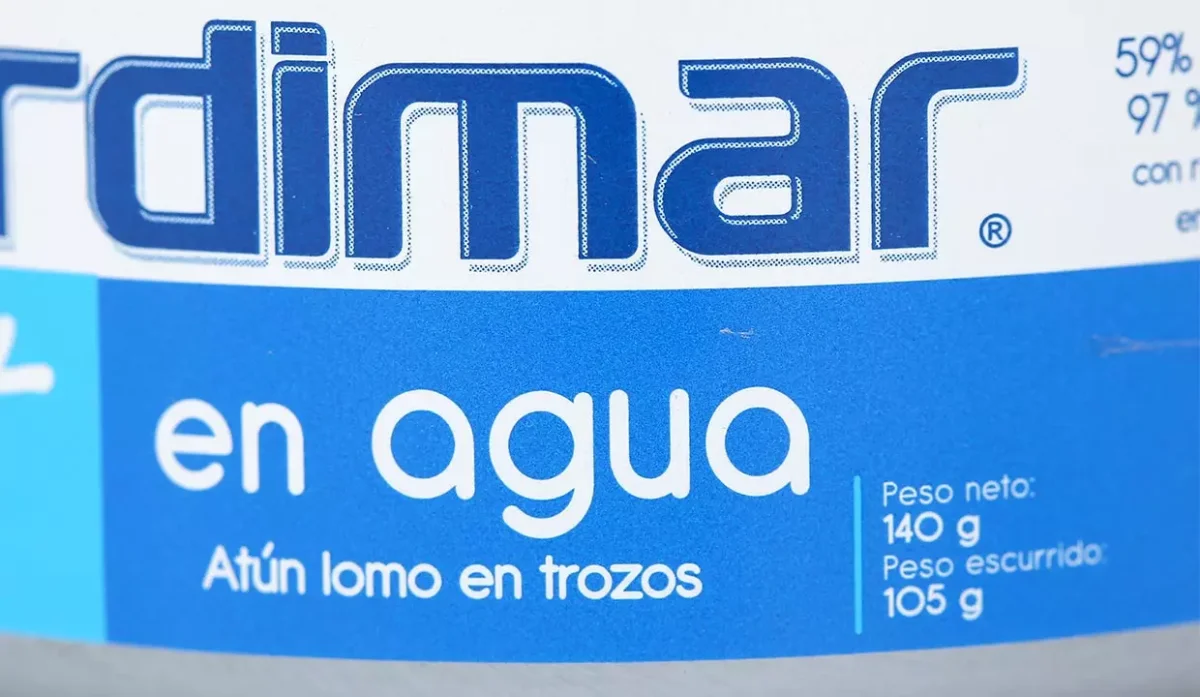 rdimar®
59%
97 %
con
en agua
Atún lomo en trozos
Peso neto:
140 g
Peso escurrido:
105 g